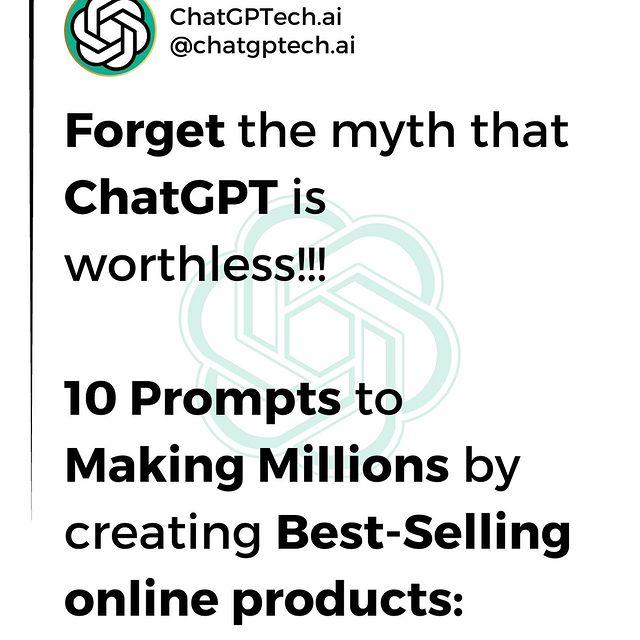 ChatGPTech.ai
@chatgptech.ai
Forget the myth that
ChatGPT is
worthless!!!
10 Prompts to
Making Millions by
creating Best-Selling
online products: